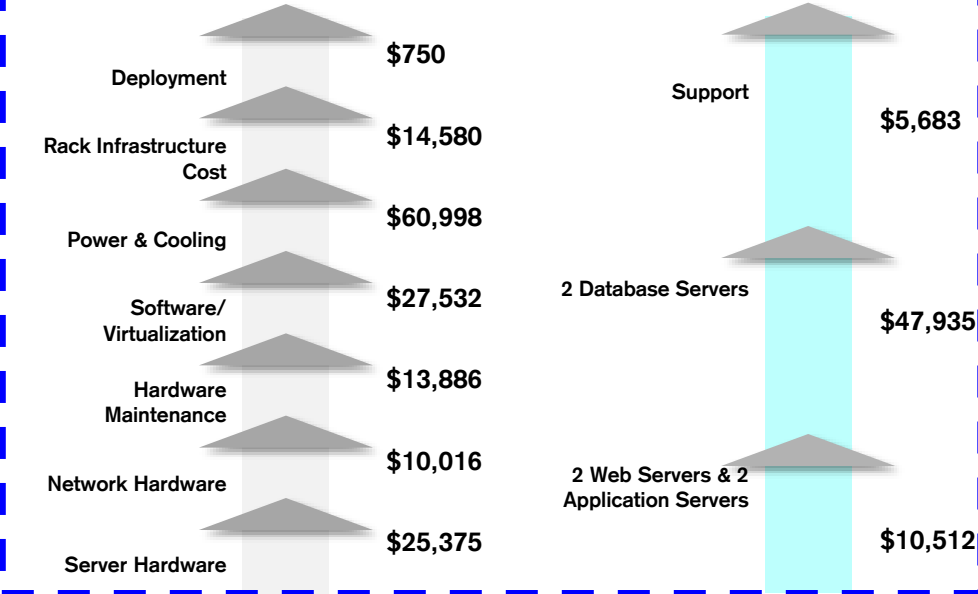 $750
Deployment
$14,580
Rack Infrastructure
Cost
$60,998
Power & Cooling
$27,532
Software/
Virtualization
$13,886
Hardware
Maintenance
$10,016
Network Hardware
$25,375
Server Hardware
Support
$5,683
2 Database Servers
$47,935
2 Web Servers & 2
Application Servers
$10,512